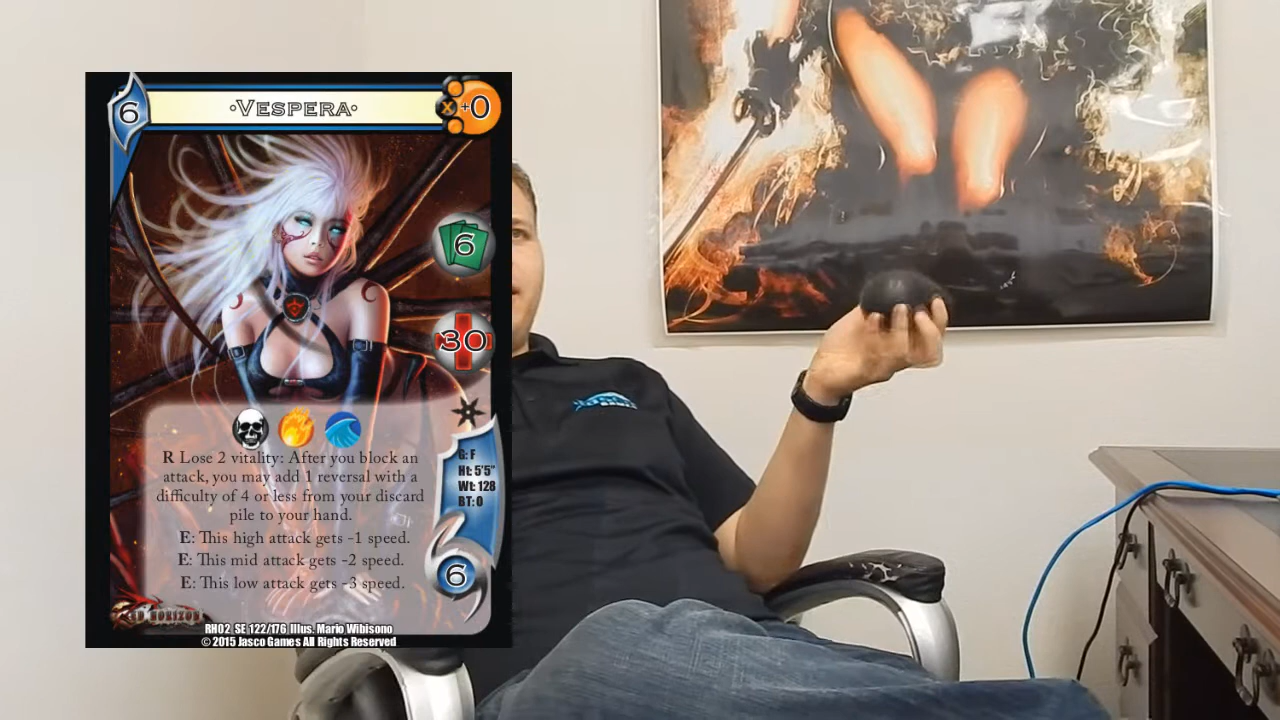 6
·VESPERA·
X +0
6
30
R Lose 2 vitality: After you block an
attack, you may add 1 reversal with a
difficulty of 4 or less from your discard
pile to your hand.
E: This high attack gets -1 speed.
E: This mid attack gets -2 speed.
E: This low attack gets -3 speed.
G: F
Ht: 5'5"
Wt: 128
BT: 0
6
RED HORIZON
RH02 SE 122/176 Illus. Mario Wibisono
© 2015 Jasco Games All Rights Reserved